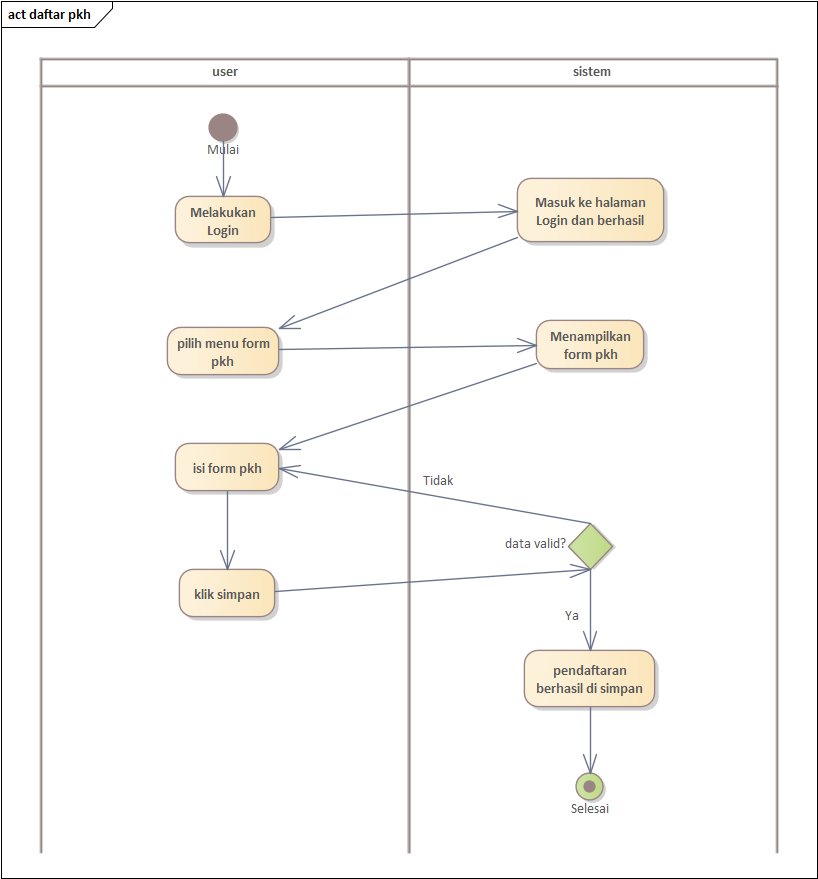 act daftar pkh
user
sistem
Mulai
Melakukan
Login
Masuk ke halaman
Login dan berhasil
pilih menu form
pkh
Menampilkan
form pkh
isi form pkh
Tidak
data valid?
klik simpan
Ya
pendaftaran
berhasil di simpan
Selesai